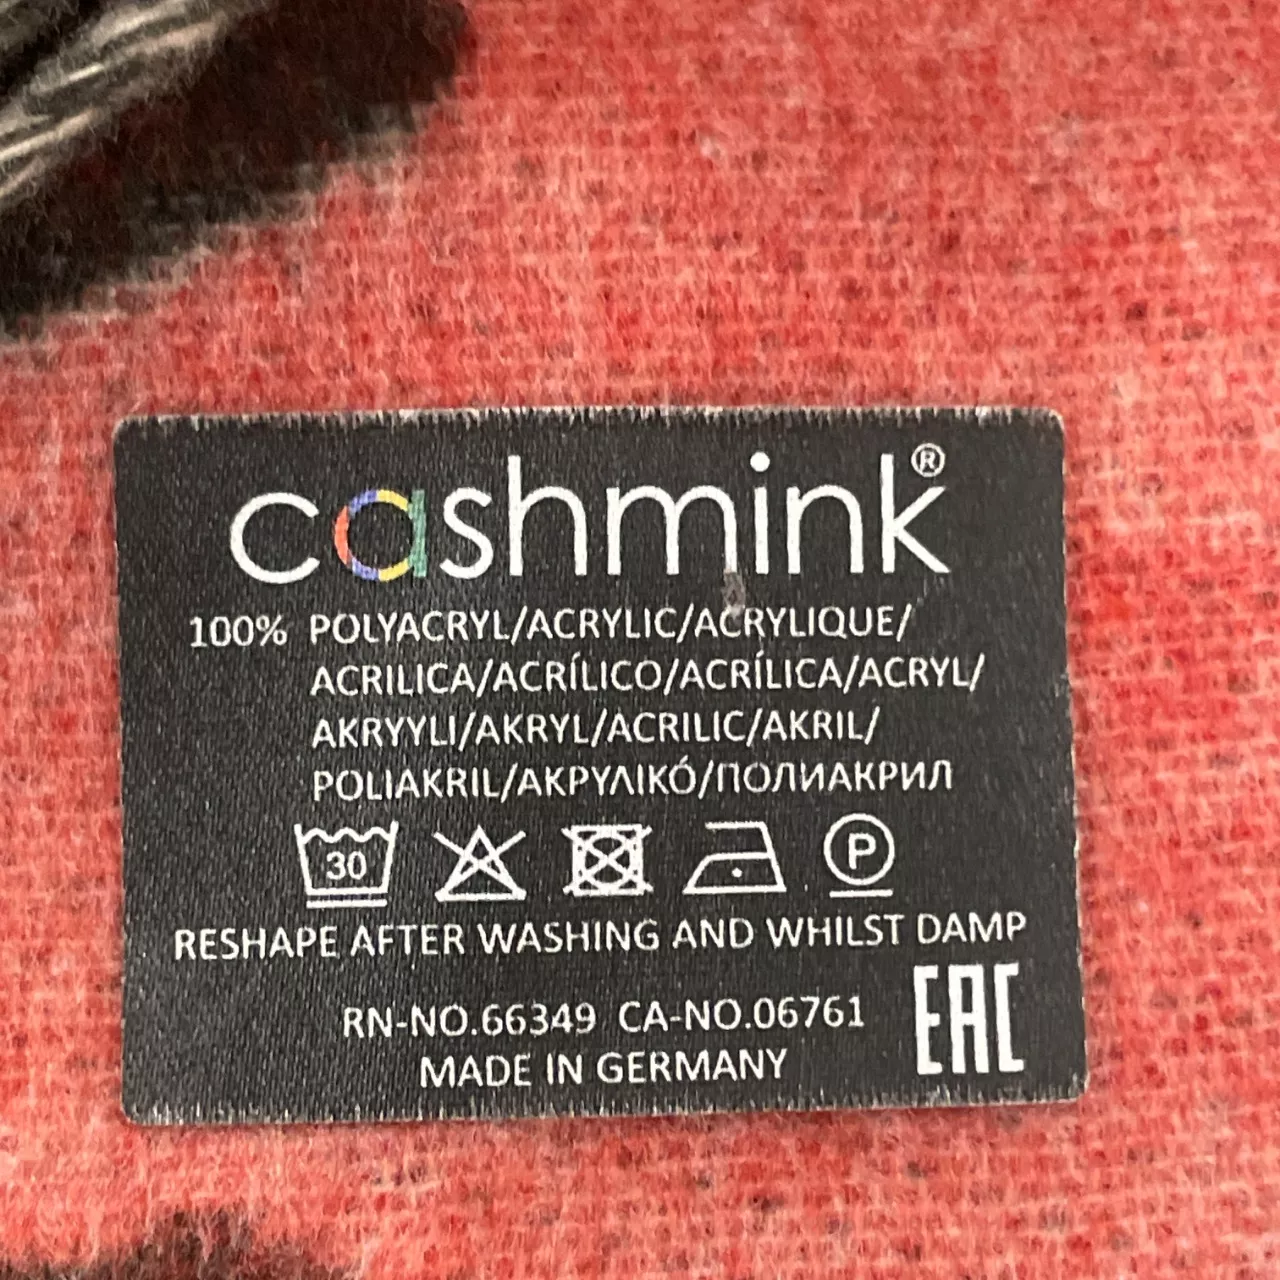 cashmink®
100% POLYACRYL/ACRYLIC/ACRYLIQUE/
ACRILICA/ACRÍLICO/ACRÍLICA/ACRYL/
AKRYYLI/AKRYL/ACRILIC/AKRIL/
POLIAKRIL/ΑΚΡΥΛΙΚÓ/ПОЛИАКРИЛ
30 P
RESHAPE AFTER WASHING AND WHILST DAMP
RN-NO.66349 CA-NO.06761
MADE IN GERMANY
EAC